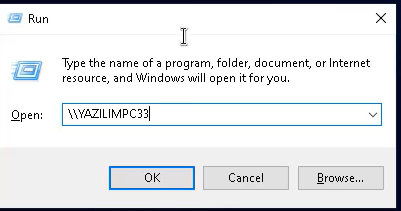 Run
Type the name of a program, folder, document, or Internet
resource, and Windows will open it for you.
Open: \\YAZILIMPC33
OK Cancel Browse...